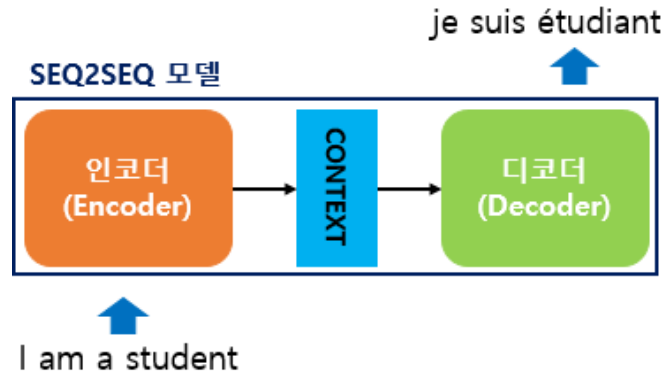 je suis étudiant
SEQ2SEQ 모델
인코더
(Encoder)
CONTEXT
디코더
(Decoder)
I am a student